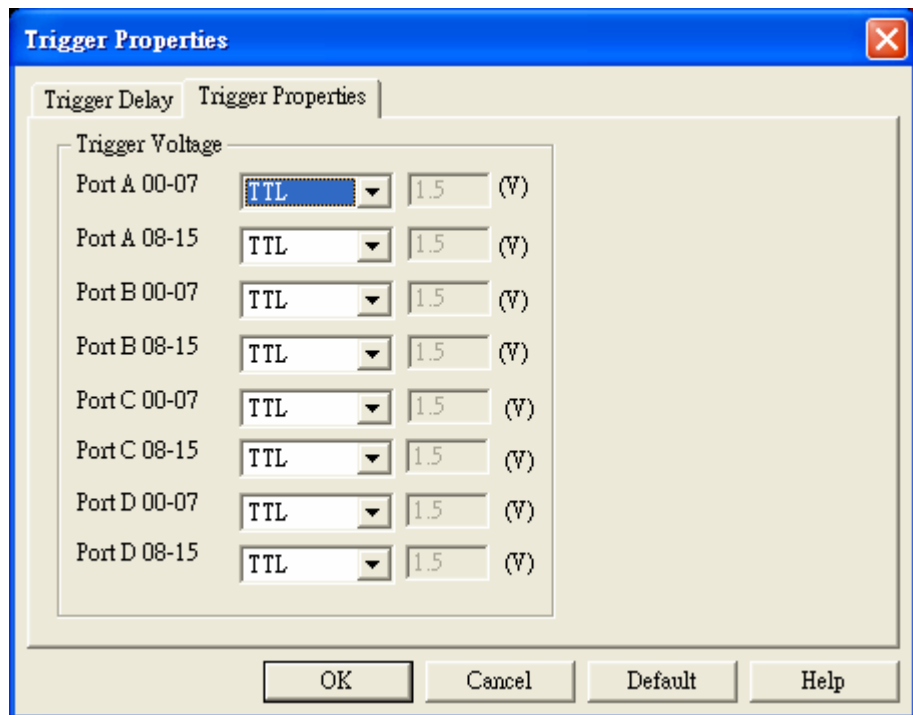 Trigger Properties
Trigger Delay Trigger Properties
Trigger Voltage
Port A 00-07 TTL 1.5 (V)
Port A 08-15 TTL 1.5 (V)
Port B 00-07 TTL 1.5 (V)
Port B 08-15 TTL 1.5 (V)
Port C 00-07 TTL 1.5 (V)
Port C 08-15 TTL 1.5 (V)
Port D 00-07 TTL 1.5 (V)
Port D 08-15 TTL 1.5 (V)
OK Cancel Default Help